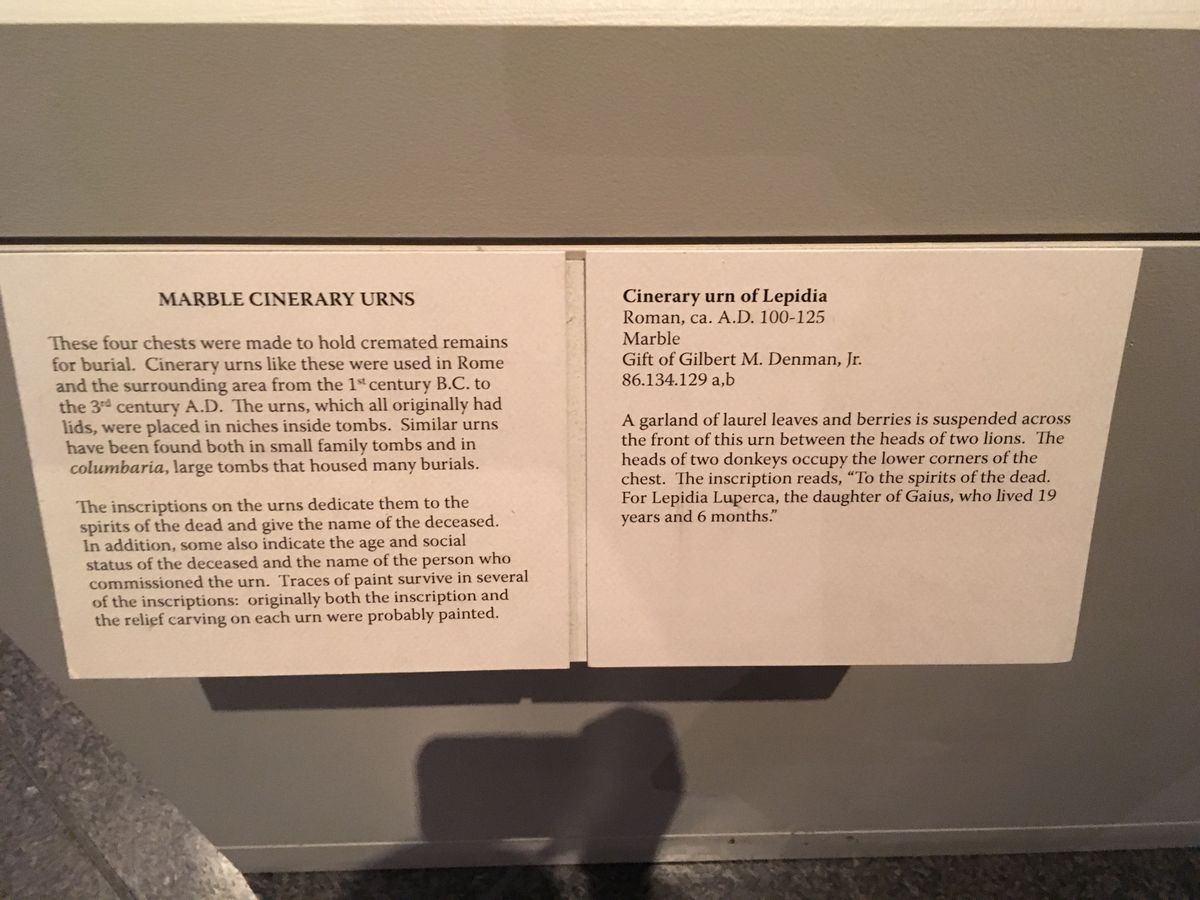 MARBLE CINERARY URNS
These four chests were made to hold cremated remains
for burial. Cinerary urns like these were used in Rome
and the surrounding area from the 1st century B.C. to
the 3rd century A.D. The urns, which all originally had
lids, were placed in niches inside tombs. Similar urns
have been found both in small family tombs and in
columbaria, large tombs that housed many burials.
The inscriptions on the urns dedicate them to the
spirits of the dead and give the name of the deceased.
In addition, some also indicate the age and social
status of the deceased and the name of the person who
commissioned the urn. Traces of paint survive in several
of the inscriptions: originally both the inscription and
the relief carving on each urn were probably painted.
Cinerary urn of Lepidia
Roman, ca. A.D. 100-125
Marble
Gift of Gilbert M. Denman, Jr.
86.134.129 a,b
A garland of laurel leaves and berries is suspended across
the front of this urn between the heads of two lions. The
heads of two donkeys occupy the lower corners of the
chest. The inscription reads, “To the spirits of the dead.
For Lepidia Luperca, the daughter of Gaius, who lived 19
years and 6 months.”